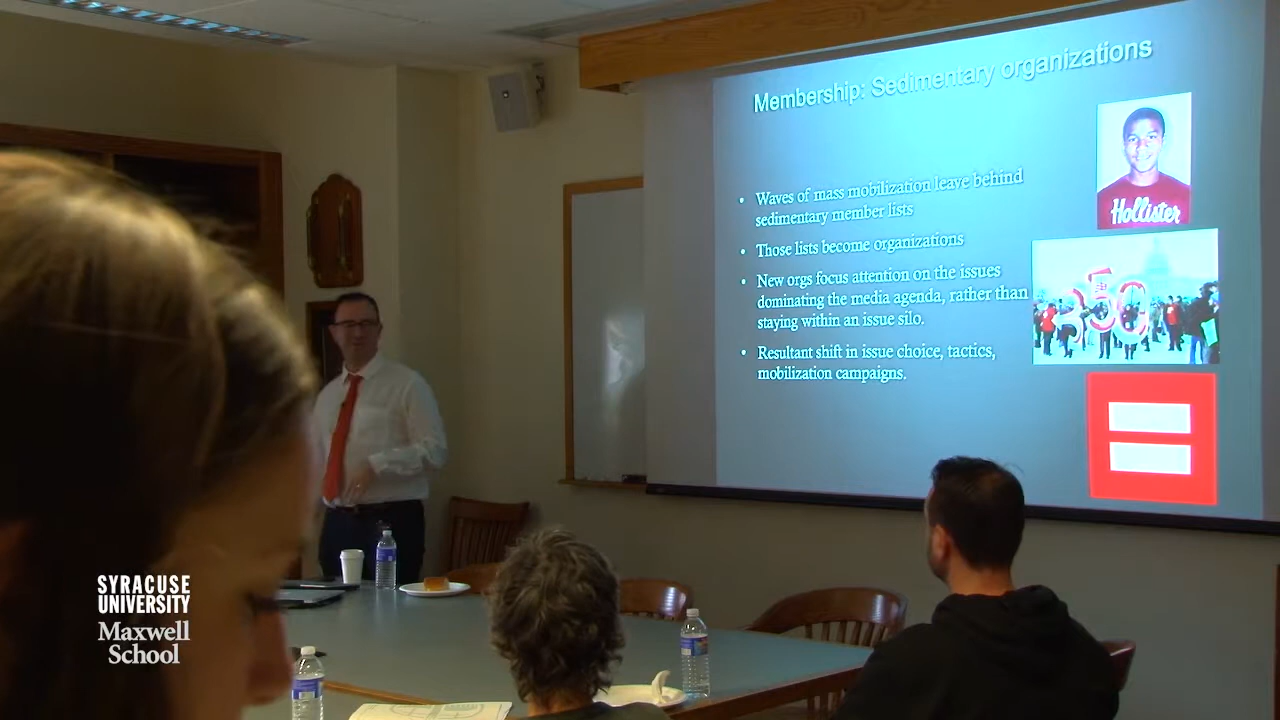 Membership: Sedimentary organizations
• Waves of mass mobilization leave behind
sedimentary member lists
• Those lists become organizations
• New orgs focus attention on the issues
dominating the media agenda, rather than
staying within an issue silo.
• Resultant shift in issue choice, tactics,
mobilization campaigns.
Hollister
350
SYRACUSE
UNIVERSITY
Maxwell
School